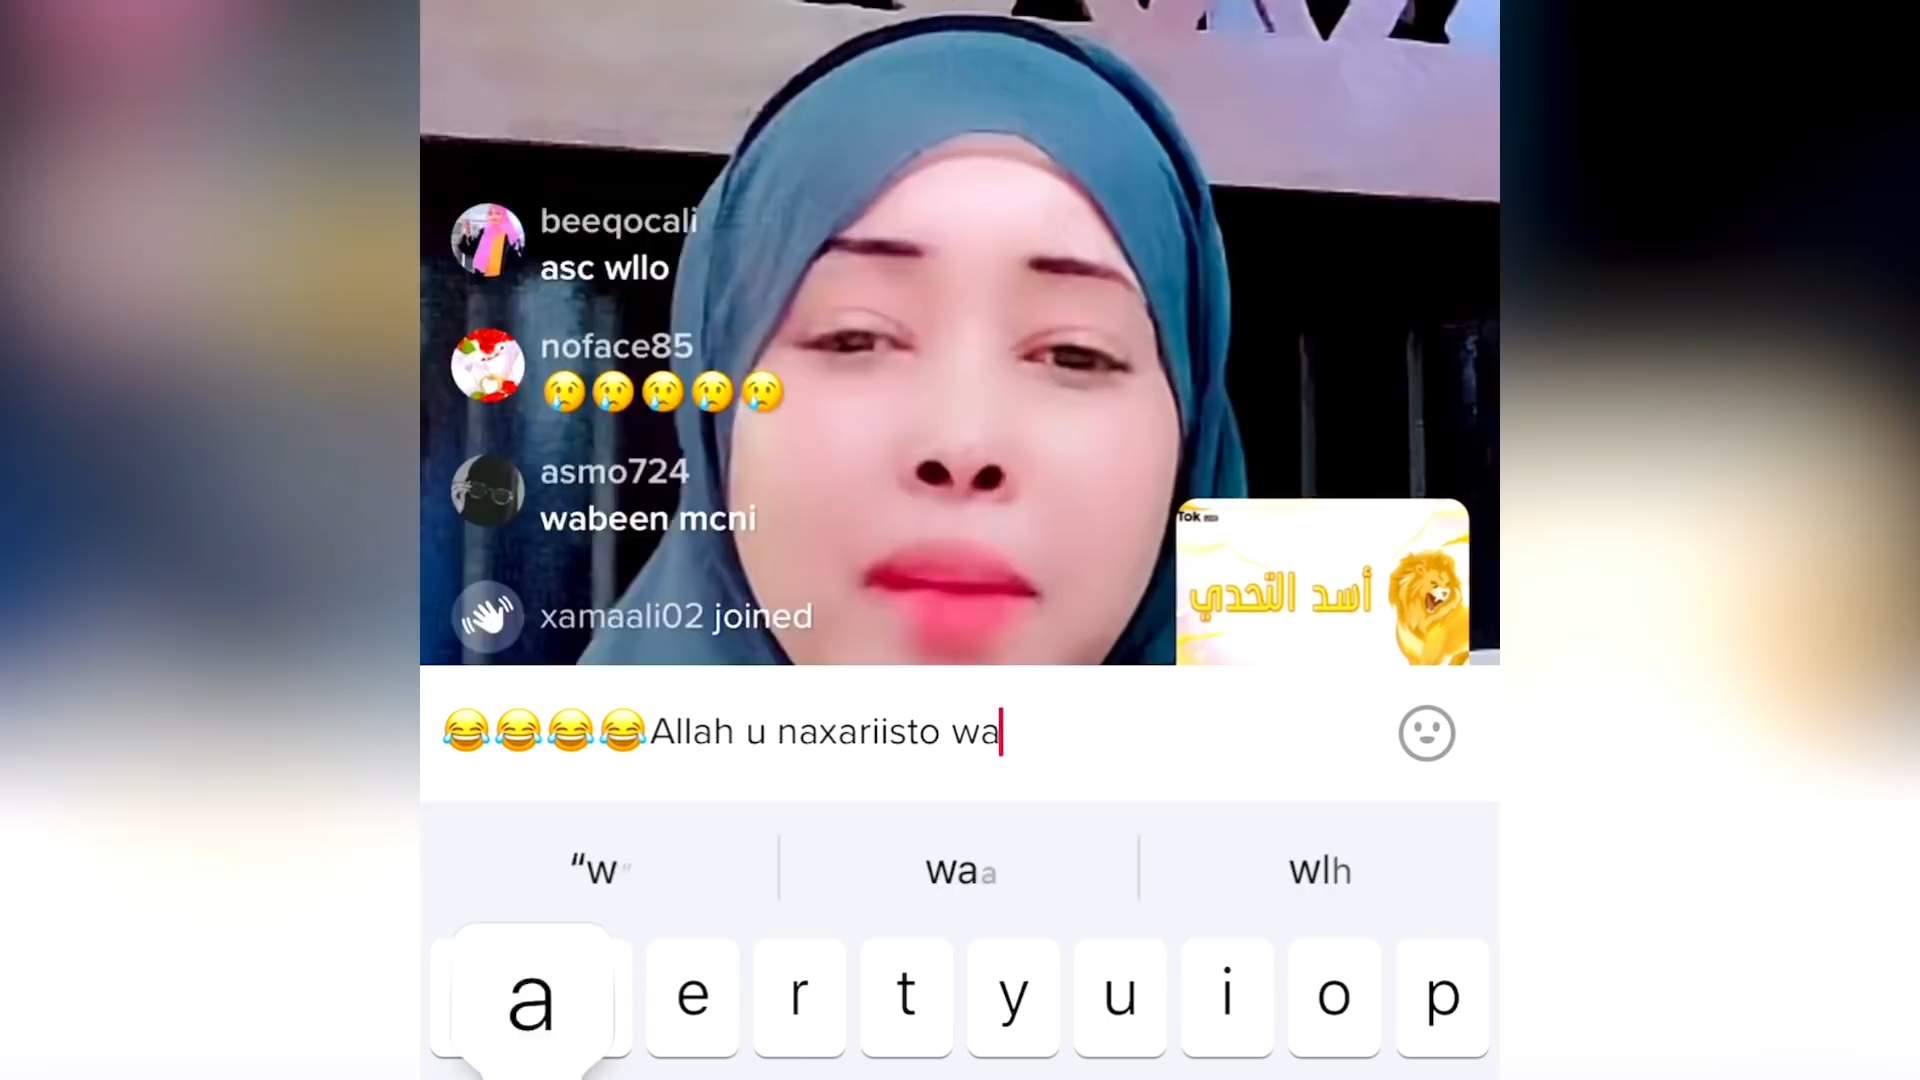 beeqocali
asc wllo
noface85
😢😢😢😢😢
asmo724
wabeen mcni
xamaali02 joined
Tok
أسد التحدي
😂😂😂😂Allah u naxariisto wa
“w”
waa
wlh
a e r t y u i o p